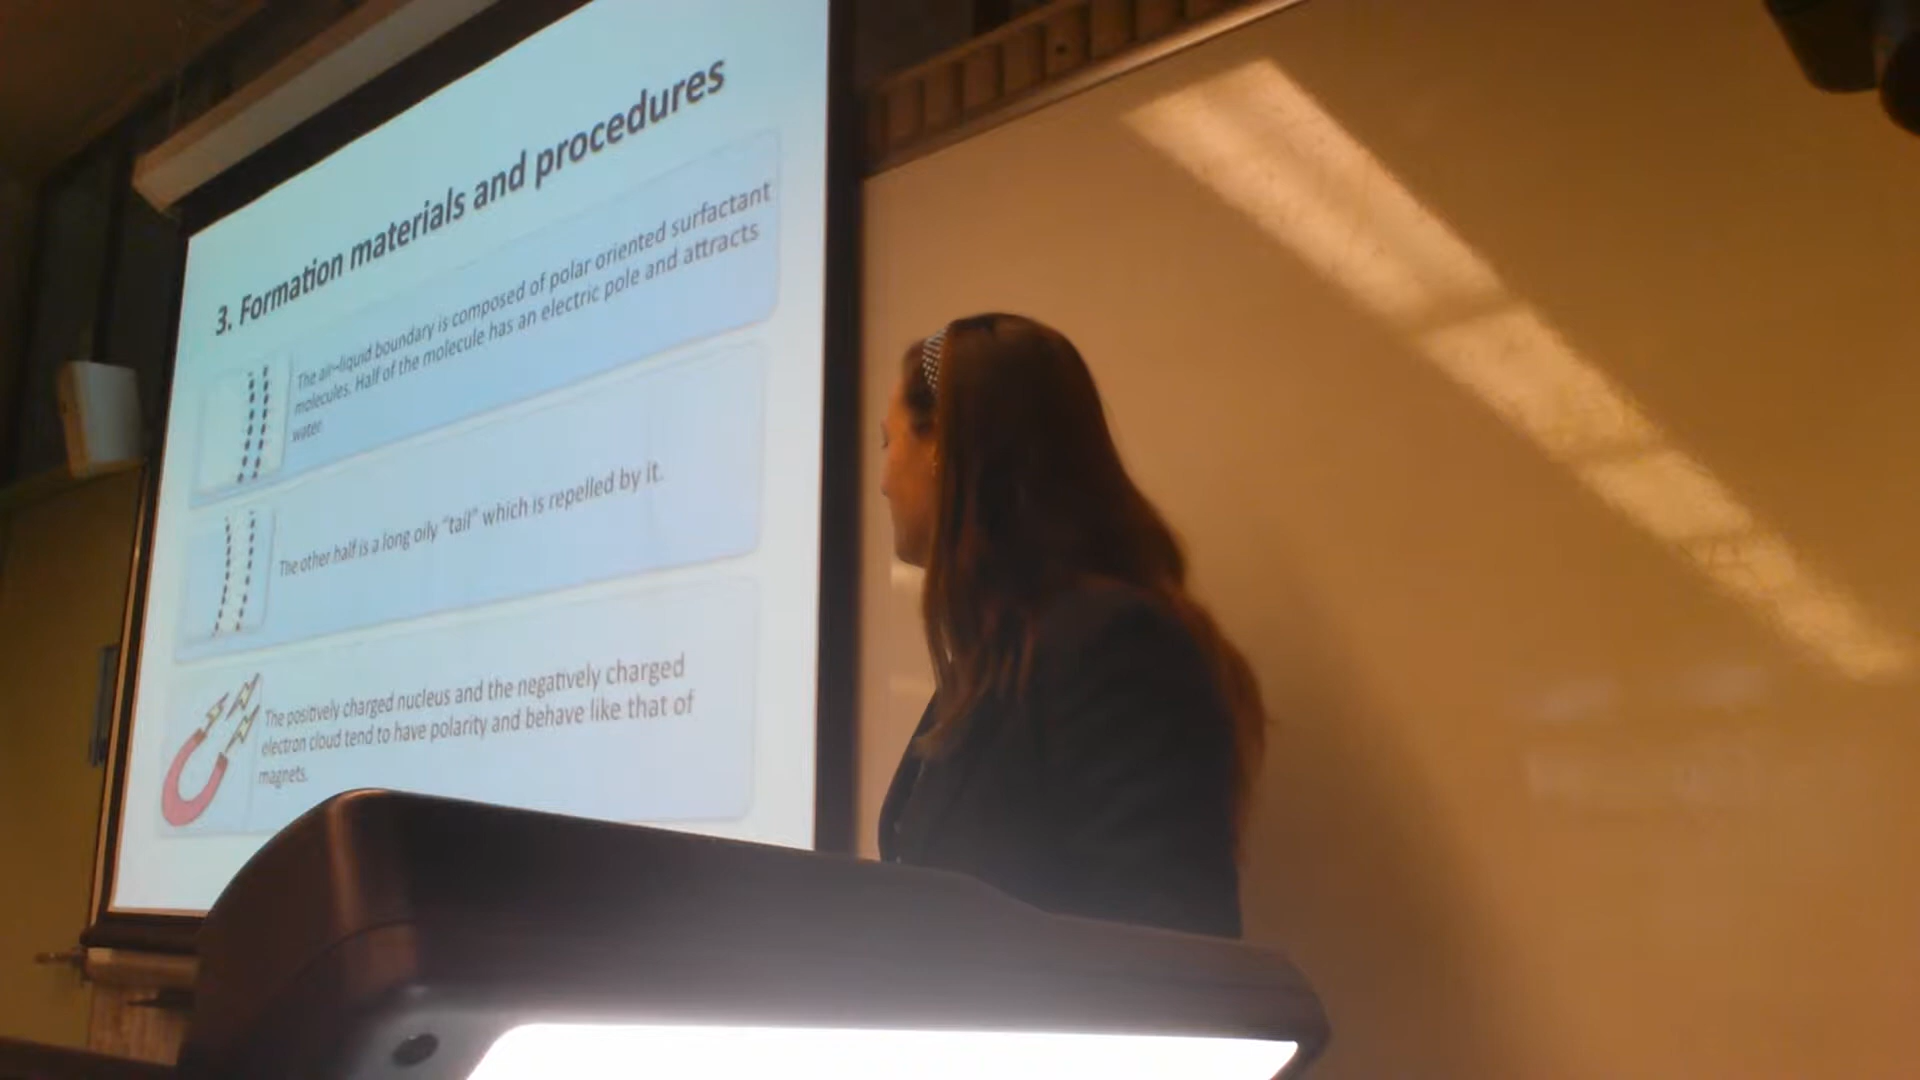 3. Formation materials and procedures
The air-liquid boundary is composed of polar oriented surfactant
molecules. Half of the molecule has an electric pole and attracts
water.
The other half is a long oily “tail” which is repelled by it.
The positively charged nucleus and the negatively charged
electron cloud tend to have polarity and behave like that of
magnets.